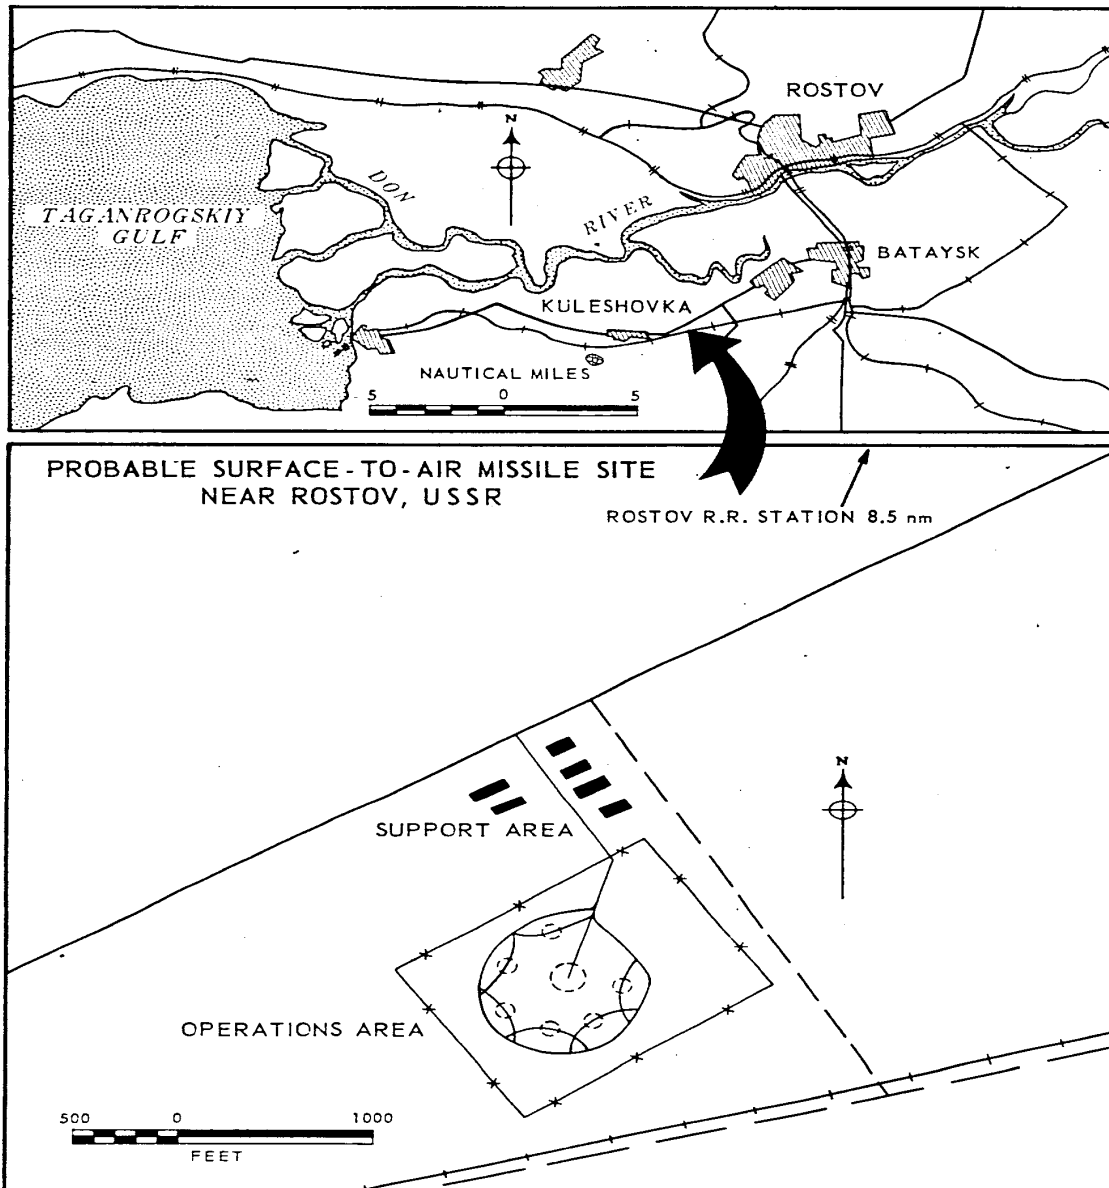 ROSTOV
N
DON
RIVER
TAGANROGSKIY
GULF
BATAYSK
KULESHOVKA
NAUTICAL MILES
5 0 5
PROBABLE SURFACE-TO-AIR MISSILE SITE
NEAR ROSTOV, USSR
ROSTOV R.R. STATION 8.5 nm
N
SUPPORT AREA
OPERATIONS AREA
500 0 1000
FEET